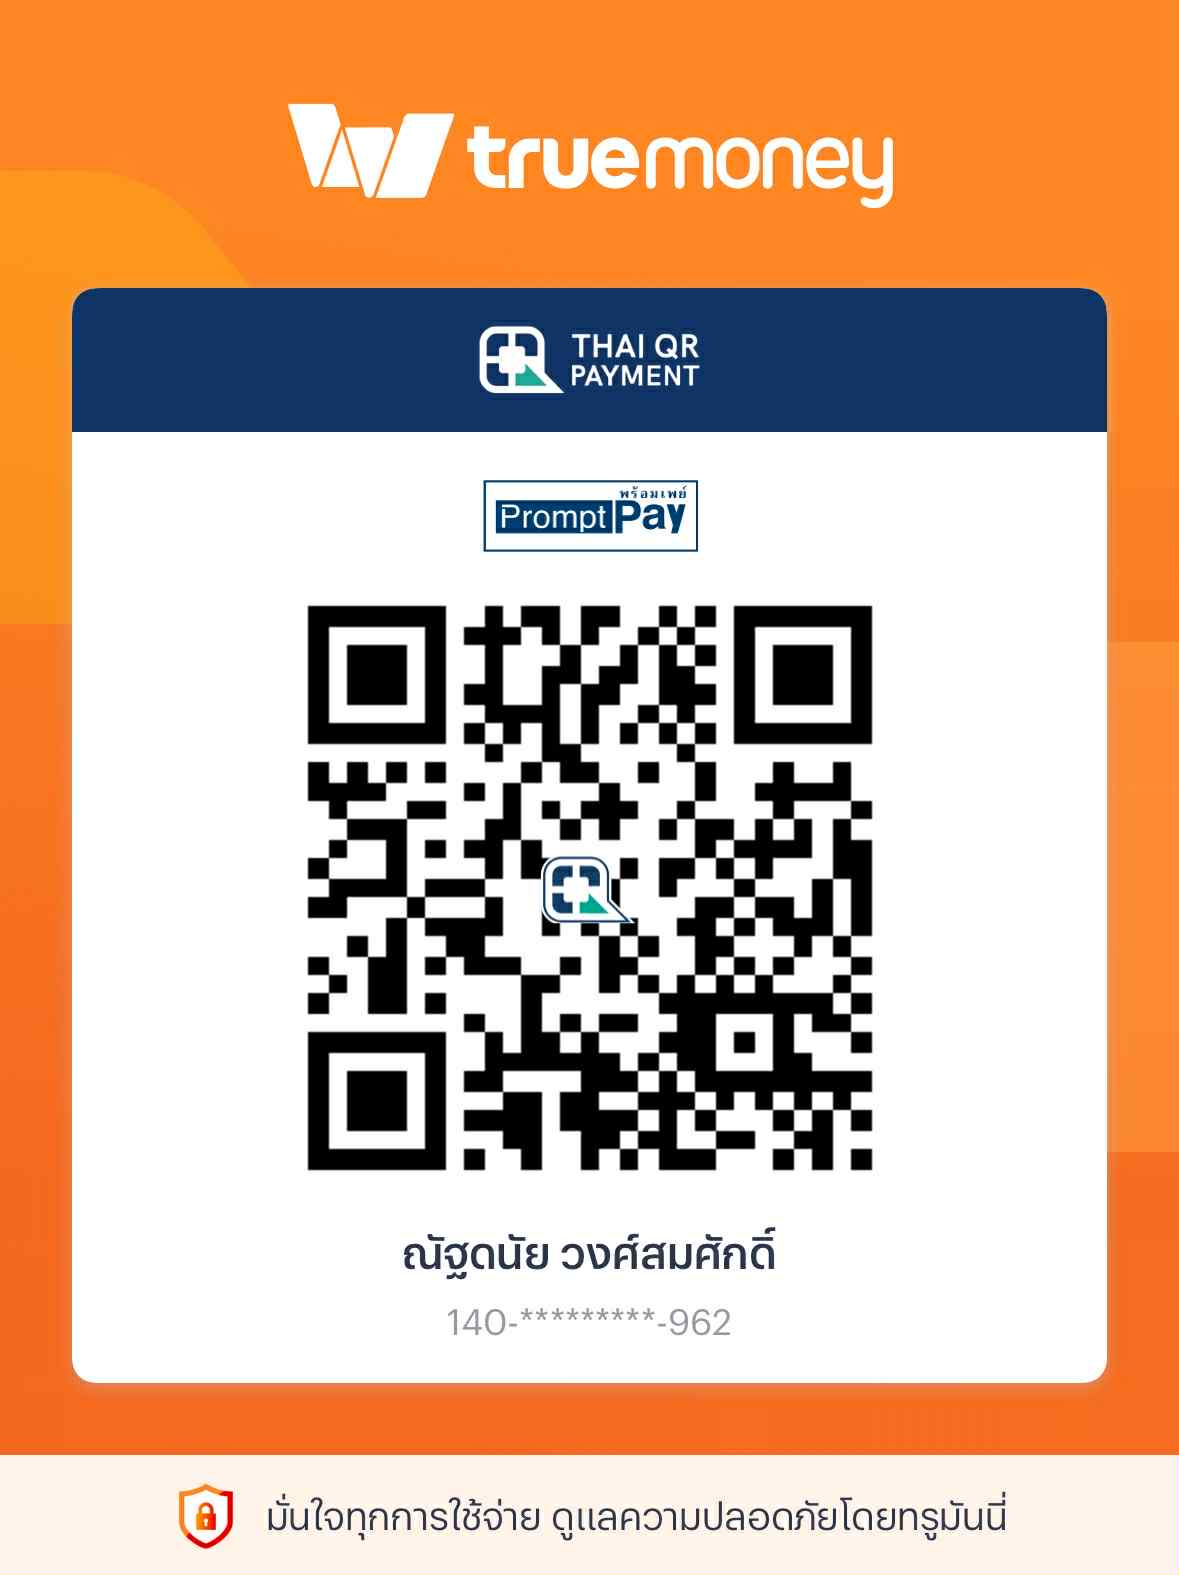 truemoney
THAI QR
PAYMENT
พร้อมเพย์
PromptPay
ณัฐดนัย วงศ์สมศักดิ์
140-*********-962
มั่นใจทุกการใช้จ่าย ดูแลความปลอดภัยโดยทรูมันนี่